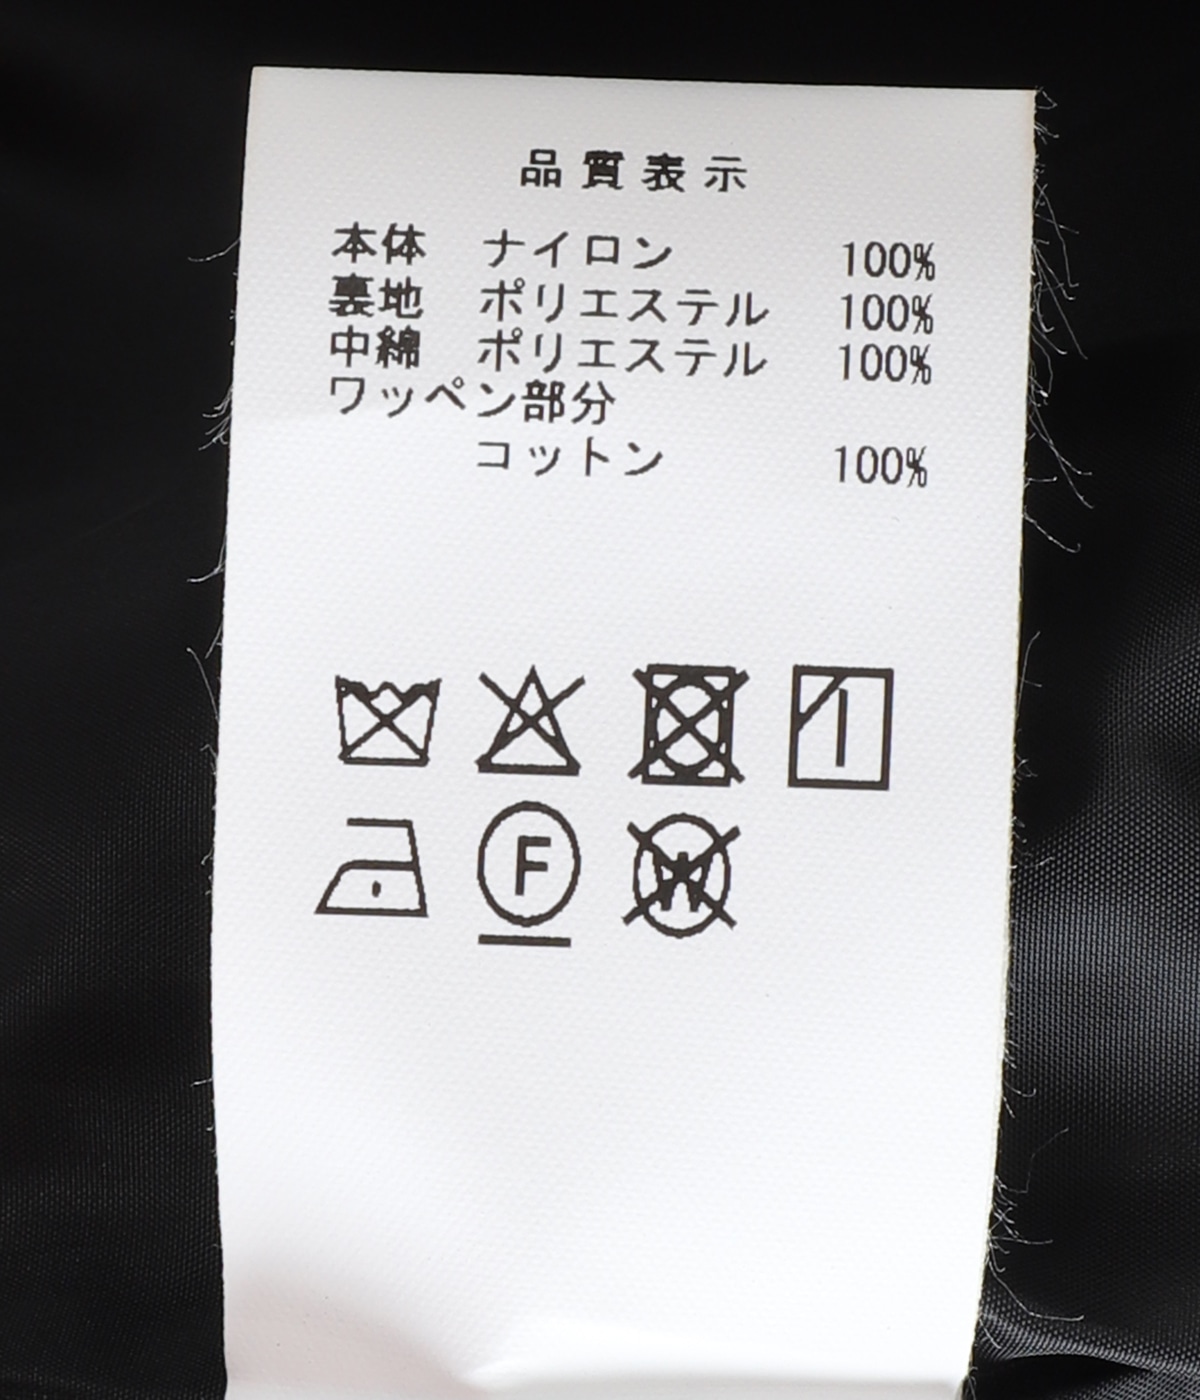 品質表示
本体 ナイロン 100%
裏地 ポリエステル 100%
中綿 ポリエステル 100%
ワッペン部分
コットン 100%
F
W